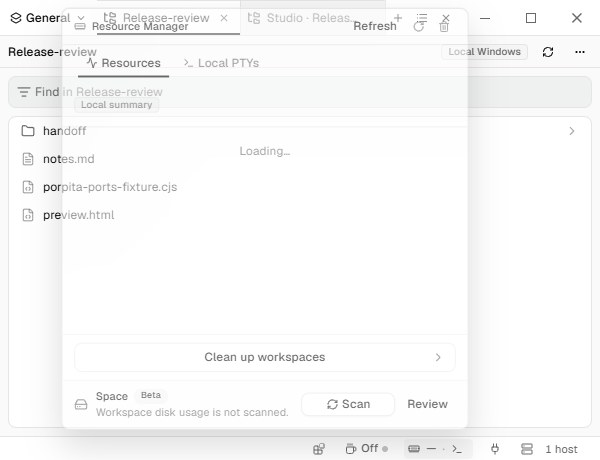 General Release-review Studio - Releas...
Resource Manager Refresh
Release-review Local Windows
Resources Local PTYs
Find in Release-review
Local summary
handoff
Loading...
notes.md
porpita-ports-fixture.cjs
preview.html
Clean up workspaces
Space Beta
Workspace disk usage is not scanned.
Scan Review
Off 1 host